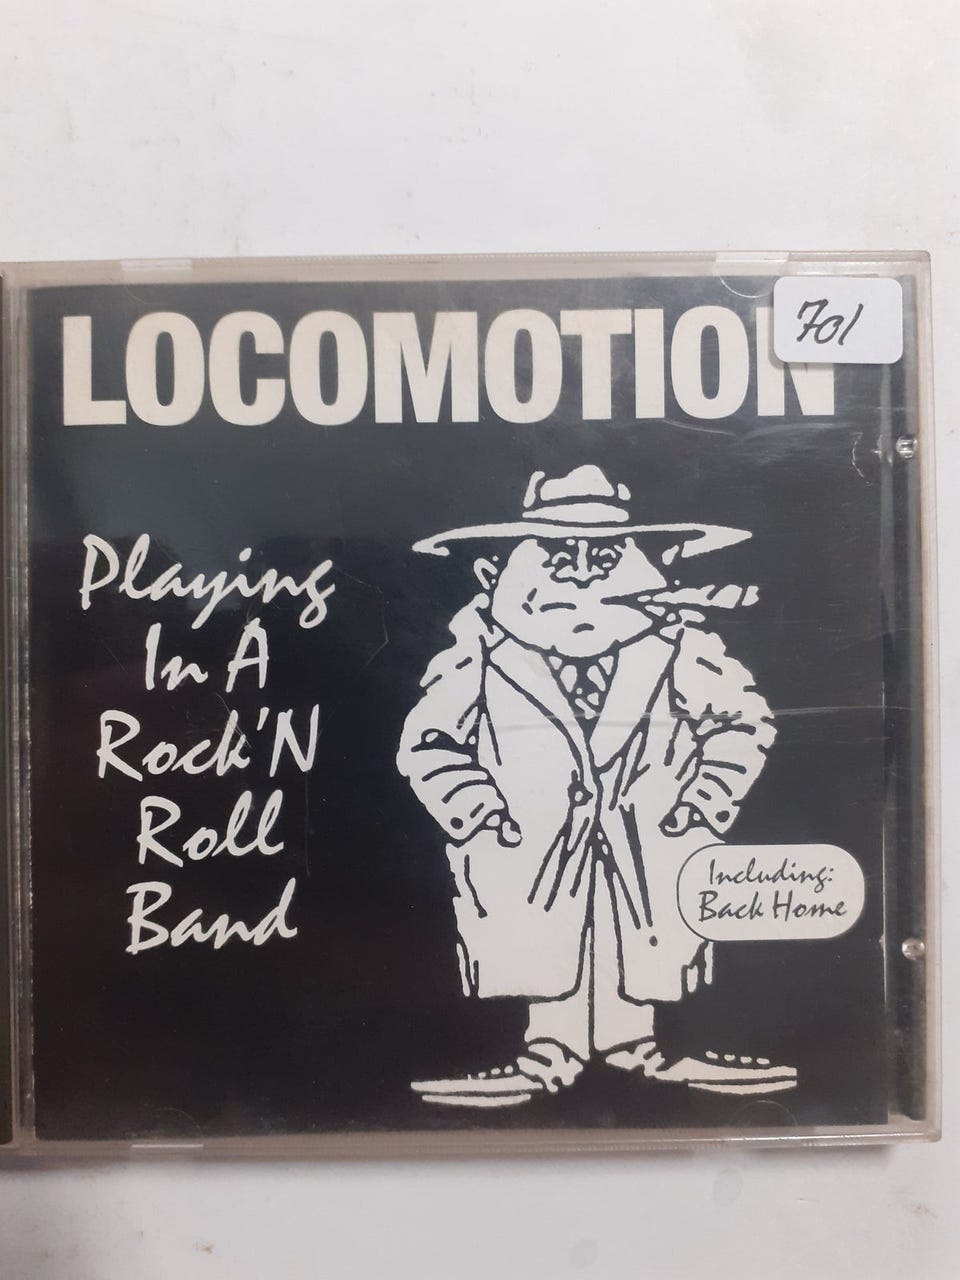 LOCOMOTION
701
Playing
In A
Rock'N
Roll
Band
Including:
Back Home